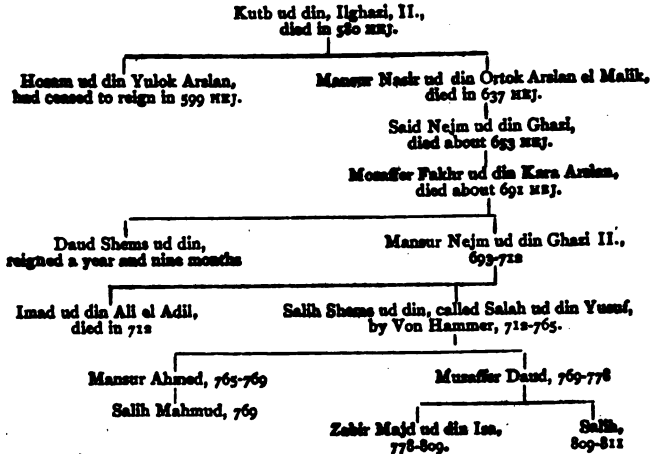 Kutb ud din, Ilghazi, II.,
died in 580 HEJ.
Hosam ud din Yulok Arslan,
had ceased to reign in 599 HEJ.
Mansur Nasir ud din Ortok Arslan el Malik,
died in 637 HEJ.
Said Nejm ud din Ghazi,
died about 653 HEJ.
Mosaffer Fakhr ud din Kara Arslan,
died about 691 HEJ.
Daud Shems ud din,
reigned a year and nine months
Mansur Nejm ud din Ghazi II.,
693-712
Imad ud din Ali el Adil,
died in 712
Salih Shems ud din, called Salah ud din Yusuf,
by Von Hammer, 712-765.
Mansur Ahmed, 765-769
Musaffer Daud, 769-778
Salih Mahmud, 769
Zahir Majd ud din Isa,
778-809.
Salih,
809-811